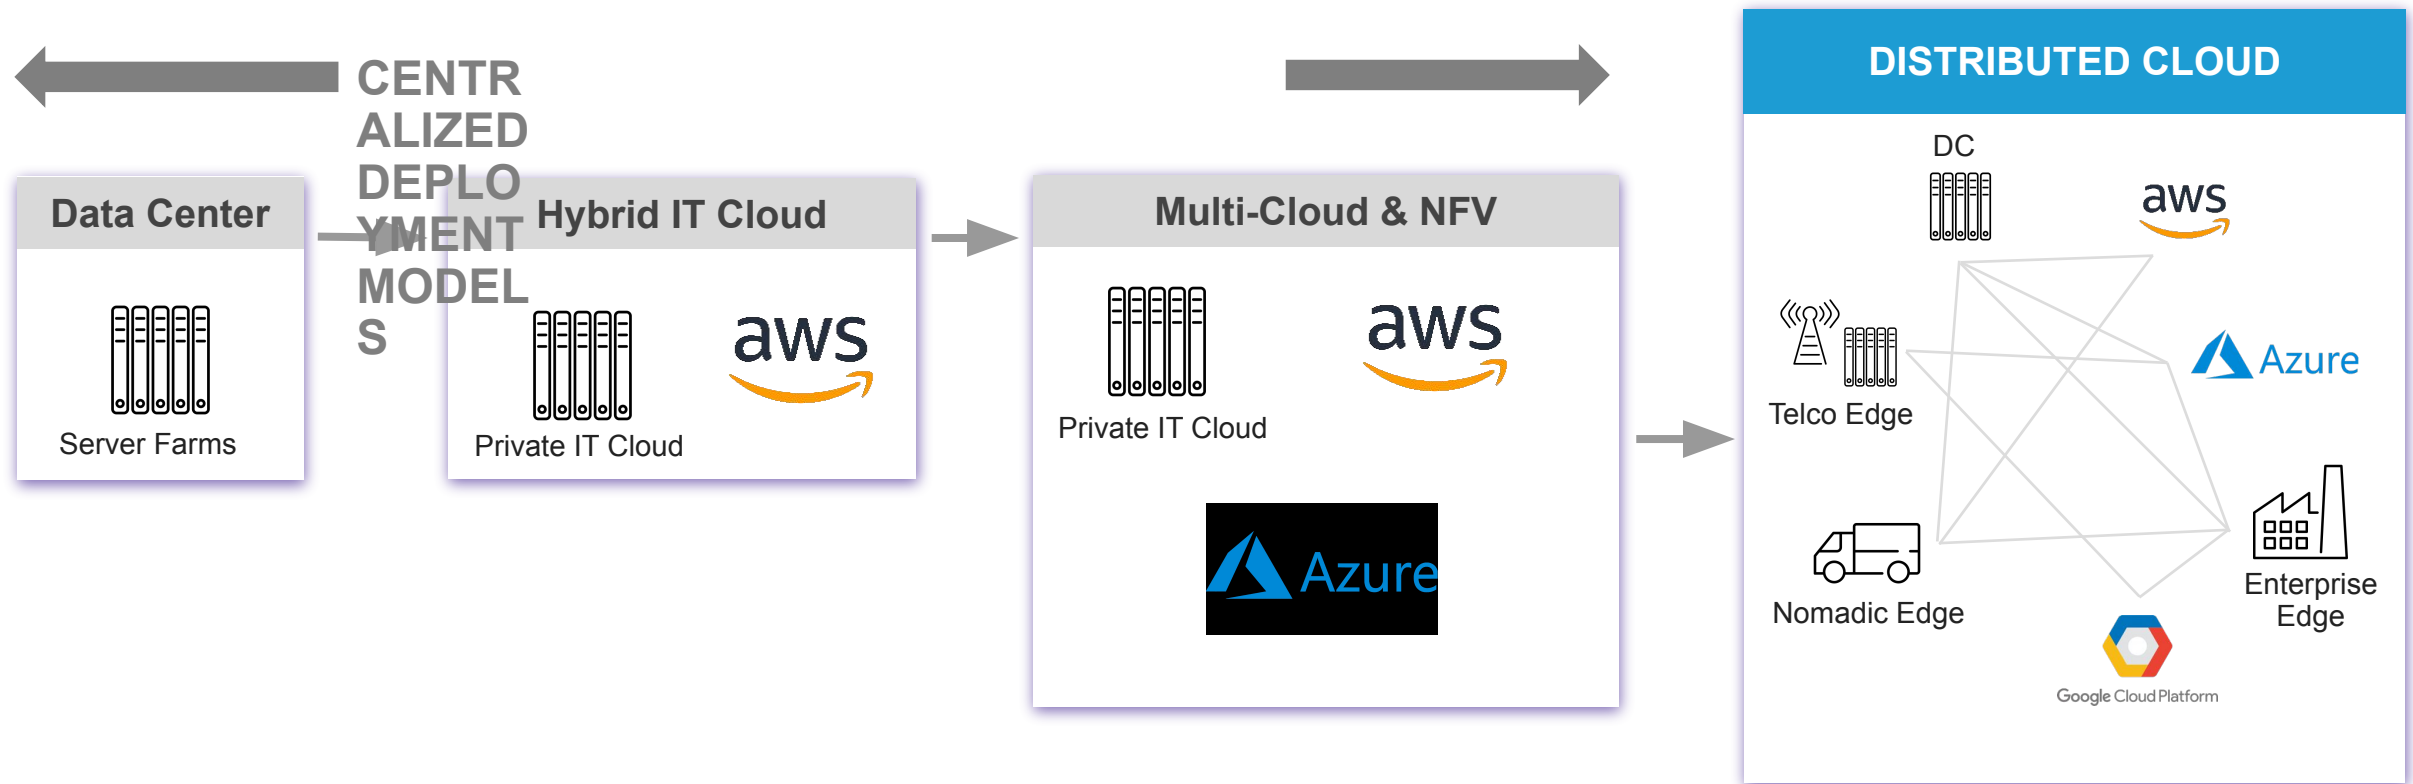 CENTR
ALIZED
DEPLO
YMENT
MODEL
S
Data Center
Server Farms
Hybrid IT Cloud
Private IT Cloud
aws
Multi-Cloud & NFV
Private IT Cloud
aws
Azure
DISTRIBUTED CLOUD
DC
aws
Telco Edge
Azure
Nomadic Edge
Enterprise
Edge
Google Cloud Platform